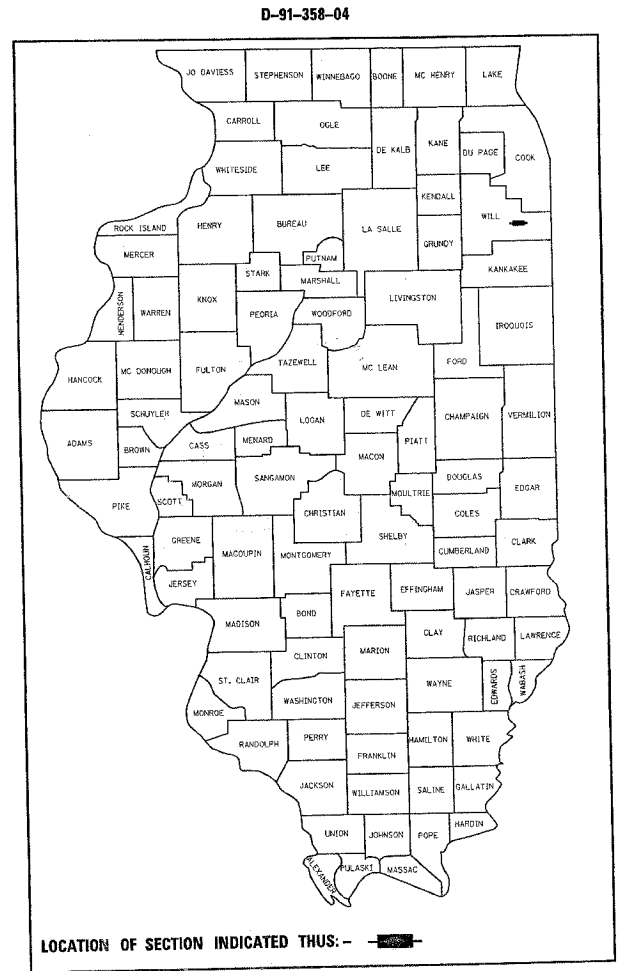 D-91-358-04
JO DAVIESS STEPHENSON WINNEBAGO BOONE MC HENRY LAKE
CARROLL OGLE
DE KALB KANE DU PAGE COOK
WHITESIDE LEE
KENDALL
ROCK ISLAND HENRY BUREAU LA SALLE GRUNDY WILL
MERCER PUTNAM KANKAKEE
STARK MARSHALL
HENDERSON WARREN KNOX PEORIA WOODFORD LIVINGSTON IROQUOIS
HANCOCK MC DONOUGH FULTON TAZEWELL MC LEAN FORD
MASON
SCHUYLER LOGAN DE WITT CHAMPAIGN VERMILION
ADAMS BROWN CASS MENARD PIATT
MACON
MORGAN SANGAMON DOUGLAS EDGAR
PIKE SCOTT CHRISTIAN MOULTRIE COLES
GREENE SHELBY
CALHOUN MACOUPIN MONTGOMERY CUMBERLAND CLARK
JERSEY FAYETTE EFFINGHAM JASPER CRAWFORD
MADISON BOND
CLAY RICHLAND LAWRENCE
CLINTON MARION
ST. CLAIR WAYNE EDWARDS WABASH
WASHINGTON JEFFERSON
MONROE
RANDOLPH PERRY HAMILTON WHITE
FRANKLIN
JACKSON WILLIAMSON SALINE GALLATIN
UNION JOHNSON POPE HARDIN
ALEXANDER PULASKI MASSAC
LOCATION OF SECTION INDICATED THUS: -